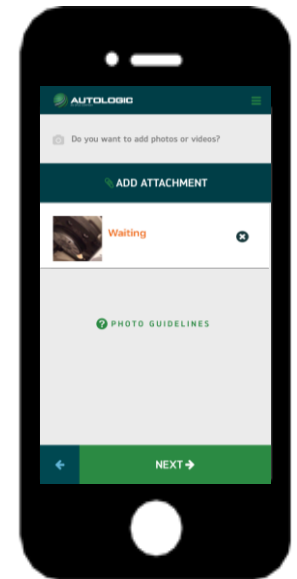 AUTOLOGIC
Do you want to add photos or videos?
ADD ATTACHMENT
Waiting
PHOTO GUIDELINES
NEXT